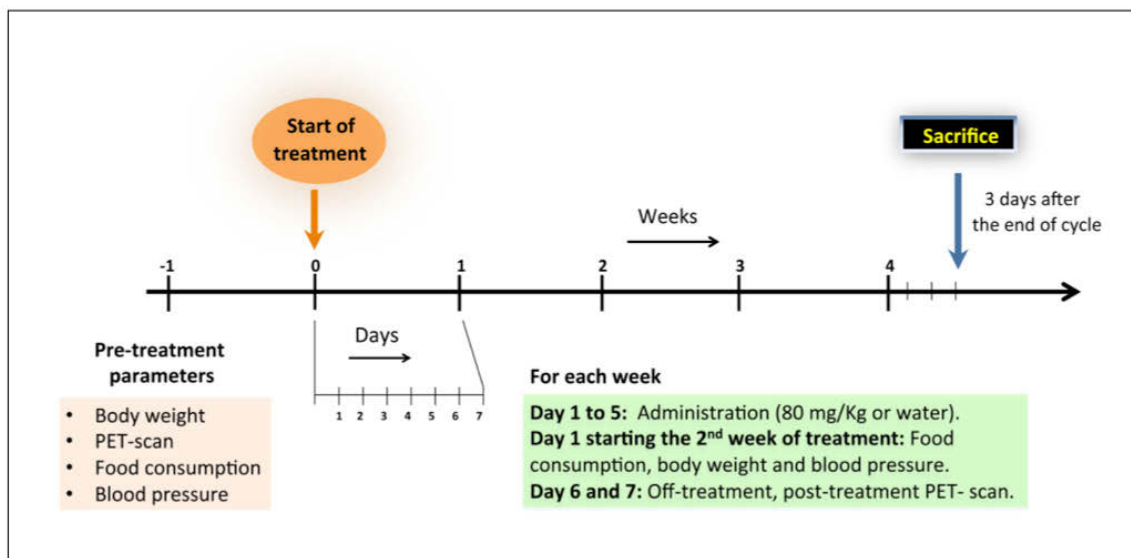 Start of
treatment
Sacrifice
3 days after
the end of cycle
Weeks
-1 0 1 2 3 4
Days
1 2 3 4 5 6 7
Pre-treatment
parameters
• Body weight
• PET-scan
• Food consumption
• Blood pressure
For each week
Day 1 to 5: Administration (80 mg/Kg or water).
Day 1 starting the 2nd week of treatment: Food
consumption, body weight and blood pressure.
Day 6 and 7: Off-treatment, post-treatment PET- scan.